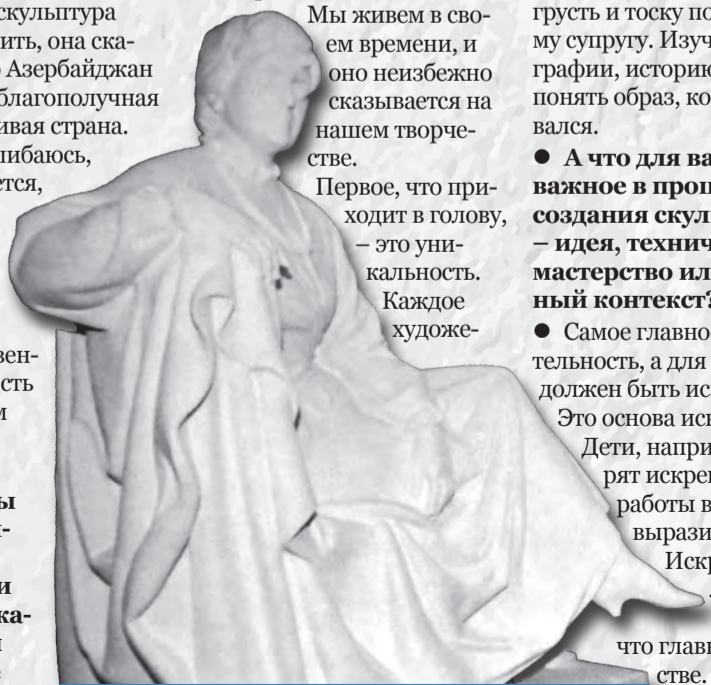 скульптура
ить, она ска-
Азербайджан
благополучная
ивая страна.
шибаюсь,
ется,
вен-
сть
м
ы
и-
и
ка-
и
Мы живем в сво-
ем времени, и
оно неизбежно
сказывается на
нашем творче-
стве.
Первое, что при-
ходит в голову,
– это уни-
кальность.
Каждое
художе-
грусть и тоску по
му супругу. Изуч
графии, историю
понять образ, ко
вался.
● А что для ва
важное в проц
создания скул
– идея, технич
мастерство ил
ный контекст?
● Самое главно
тельность, а для
должен быть ис
Это основа иск
Дети, напри
рят искре
работы в
вырази
Иск
что главн
стве.